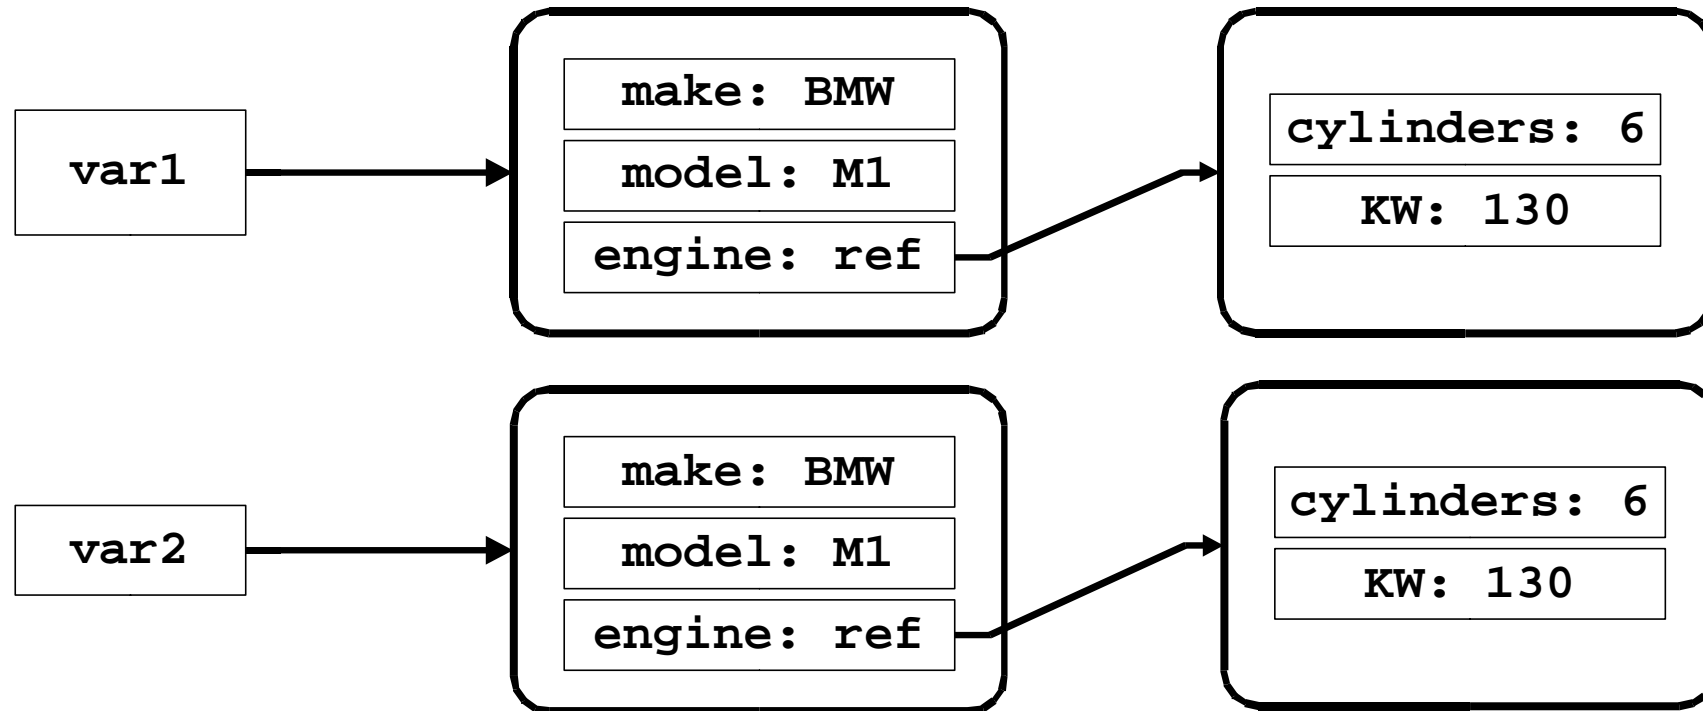 var1
make: BMW
model: M1
engine: ref
cylinders: 6
KW: 130
var2
make: BMW
model: M1
engine: ref
cylinders: 6
KW: 130